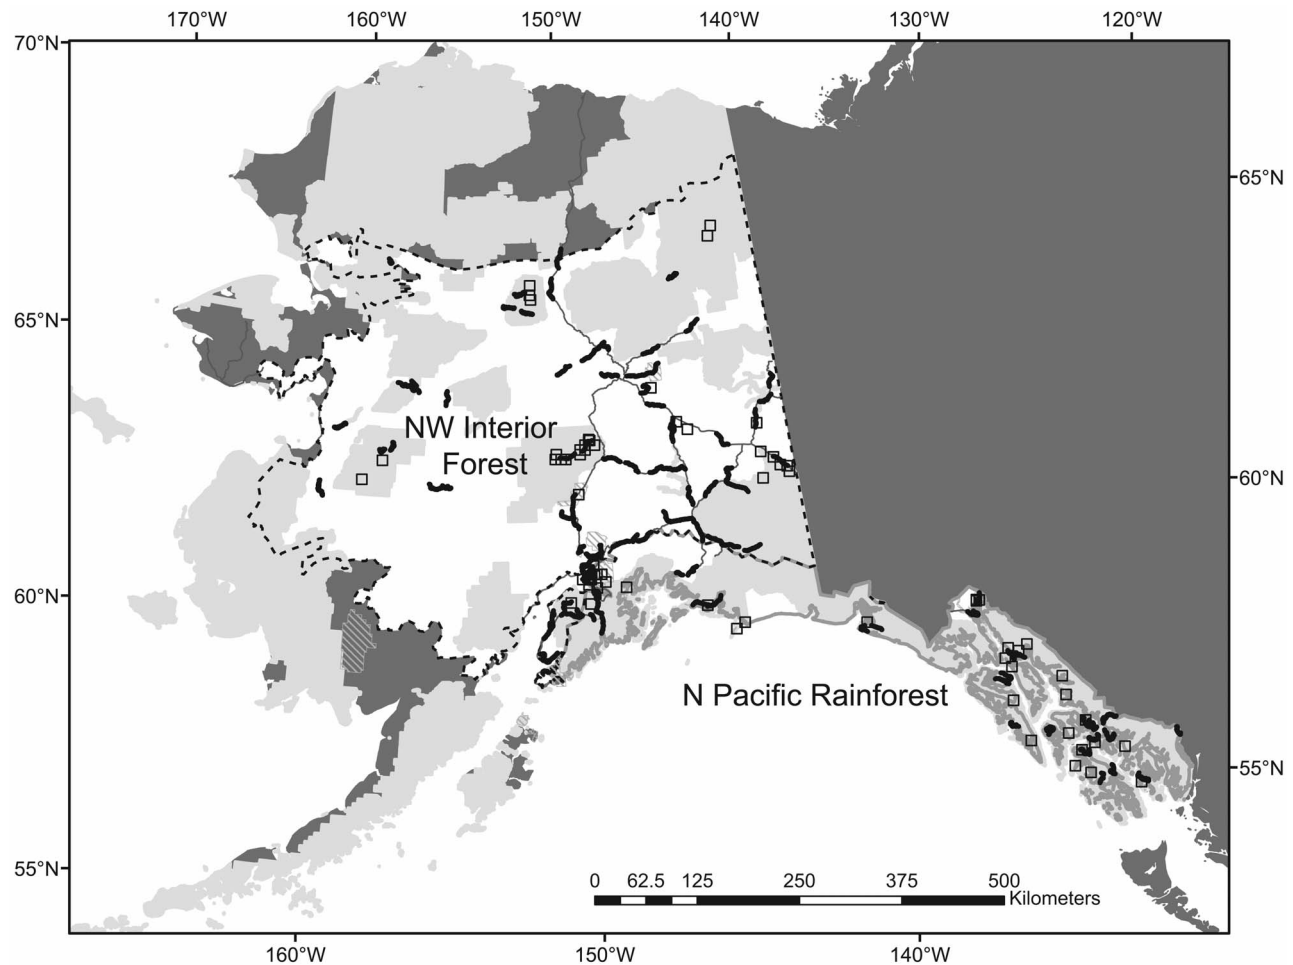 170°W 160°W 150°W 140°W 130°W 120°W
70°N
65°N
65°N
NW Interior
Forest
60°N
60°N
N Pacific Rainforest
55°N
55°N
0 62.5 125 250 375 500
Kilometers
160°W 150°W 140°W